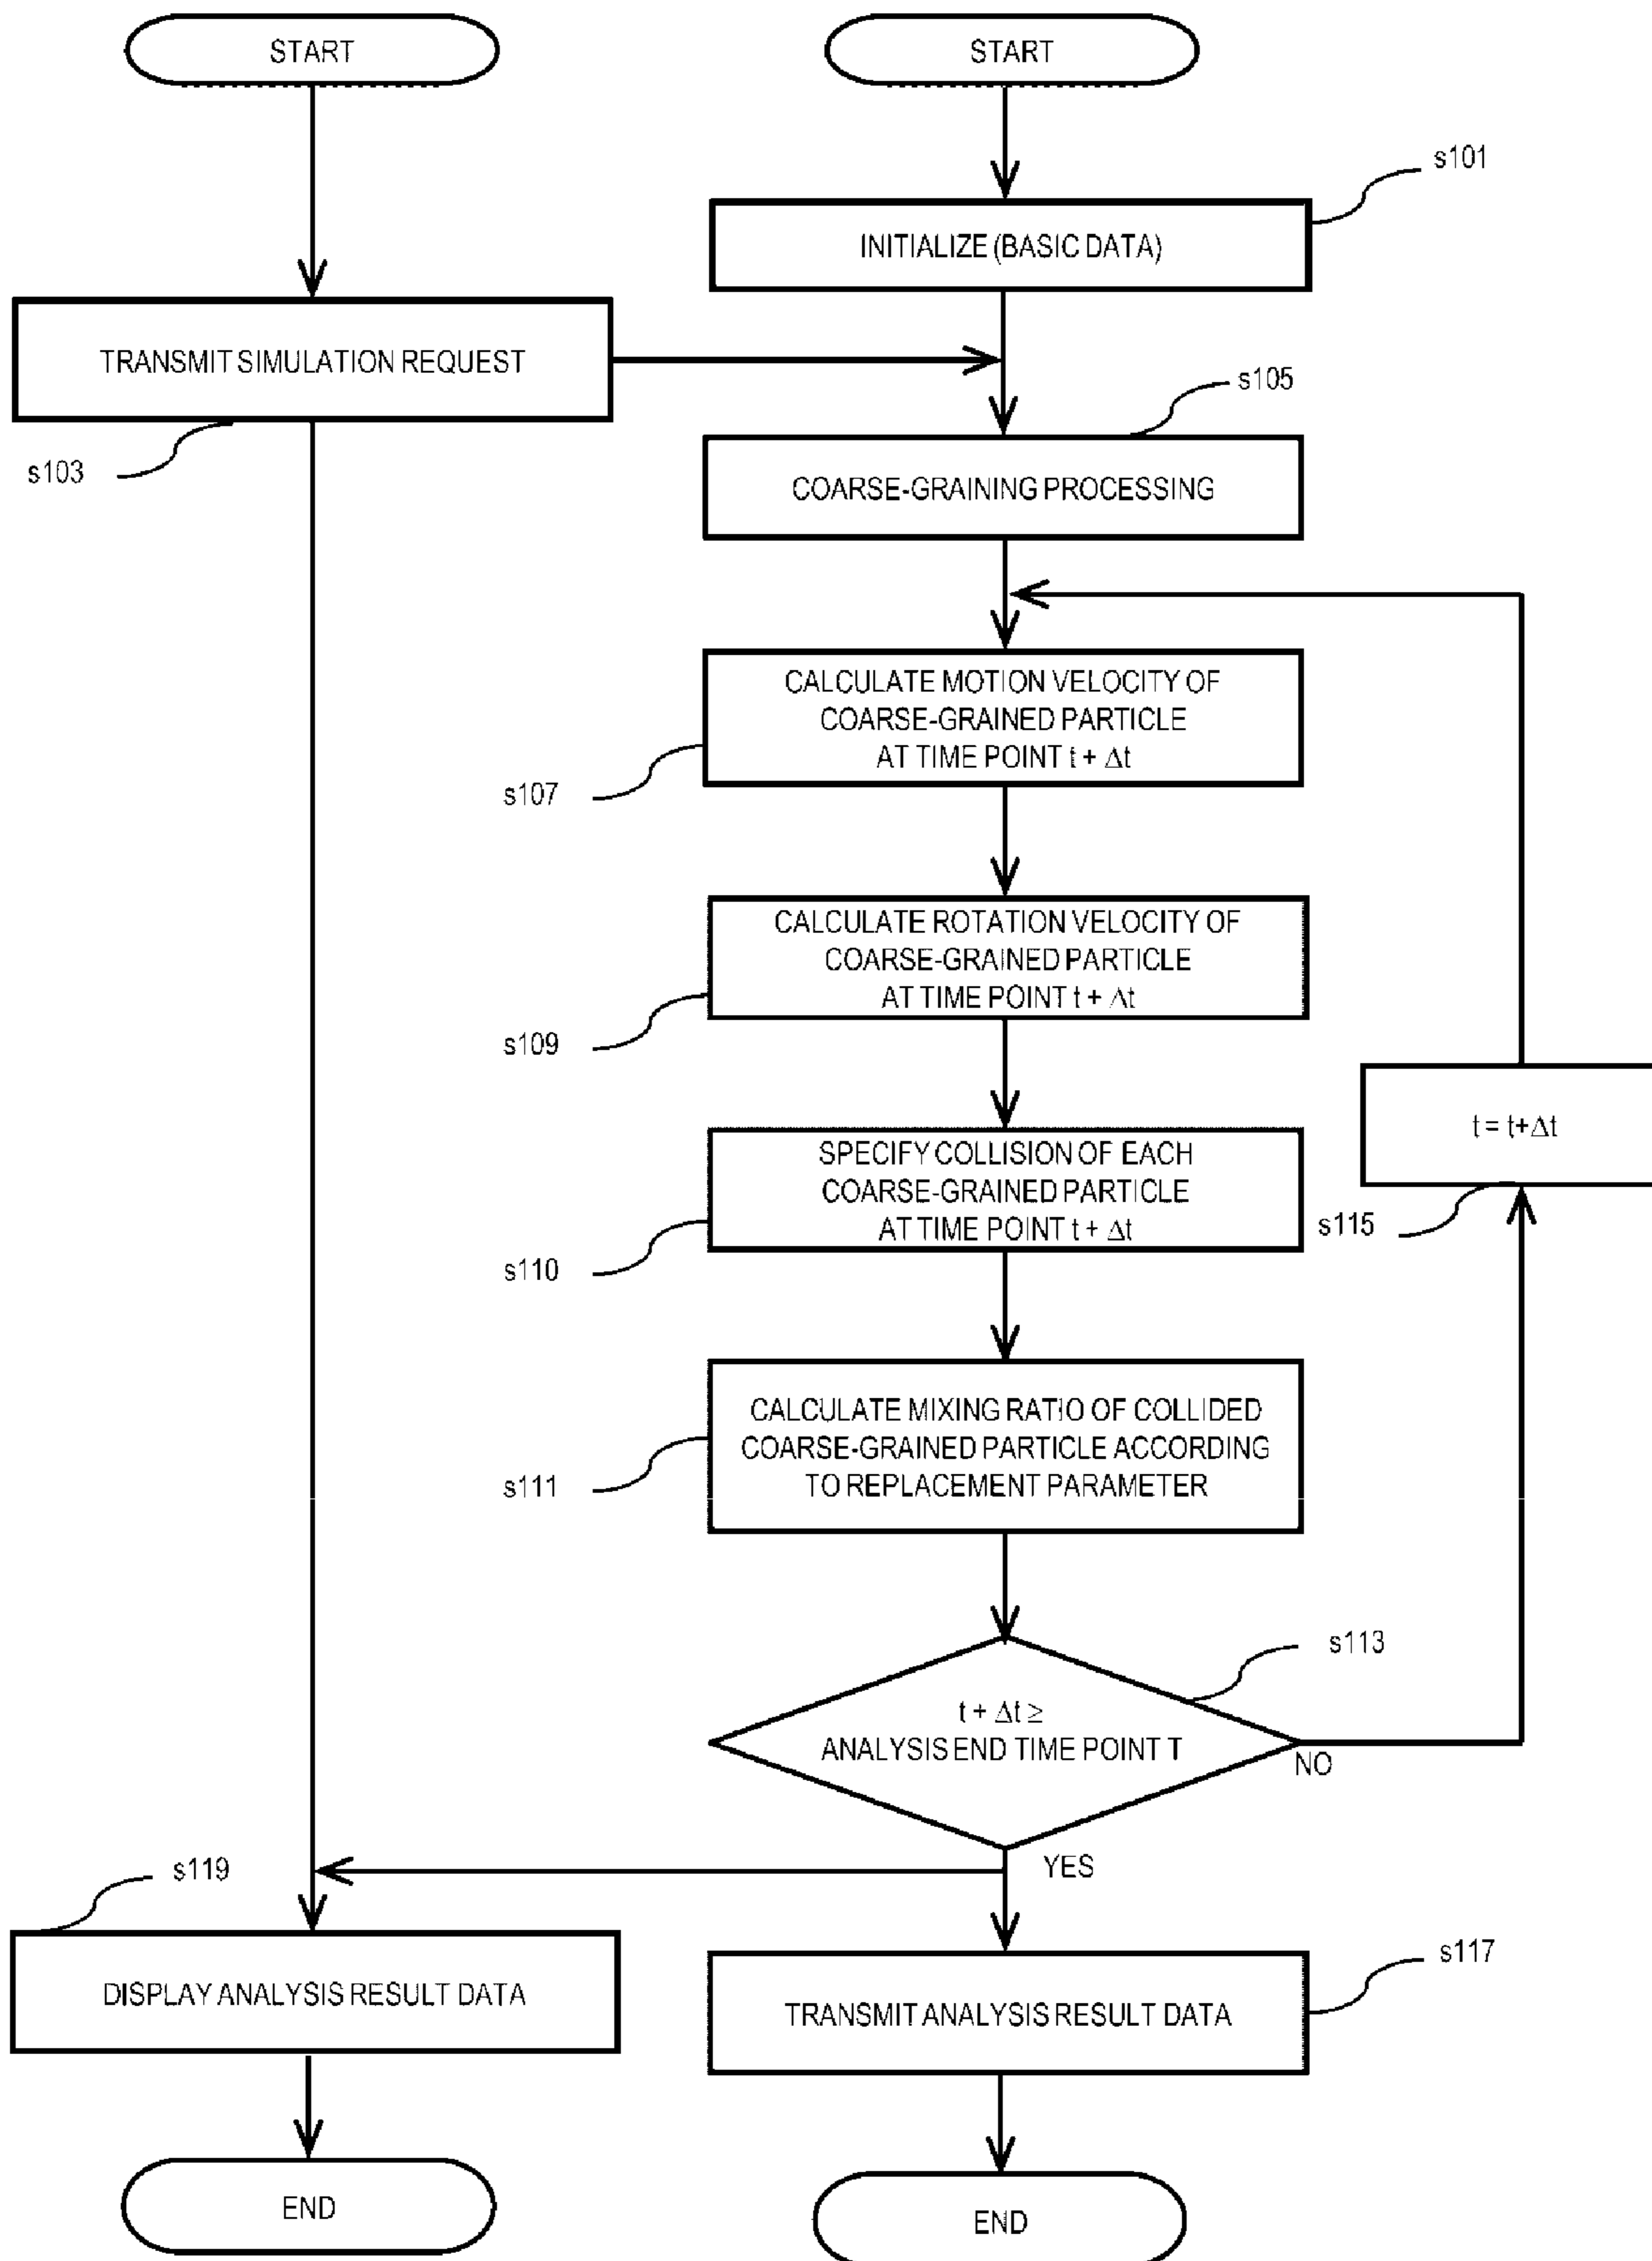 START
START
s101
INITIALIZE (BASIC DATA)
TRANSMIT SIMULATION REQUEST
s103
s105
COARSE-GRAINING PROCESSING
CALCULATE MOTION VELOCITY OF
COARSE-GRAINED PARTICLE
AT TIME POINT t + Δt
s107
CALCULATE ROTATION VELOCITY OF
COARSE-GRAINED PARTICLE
AT TIME POINT t + Δt
s109
SPECIFY COLLISION OF EACH
COARSE-GRAINED PARTICLE
AT TIME POINT t + Δt
s110
t = t+Δt
s115
CALCULATE MIXING RATIO OF COLLIDED
COARSE-GRAINED PARTICLE ACCORDING
TO REPLACEMENT PARAMETER
s111
s113
t + Δt ≥
ANALYSIS END TIME POINT T
NO
YES
s119
DISPLAY ANALYSIS RESULT DATA
s117
TRANSMIT ANALYSIS RESULT DATA
END
END